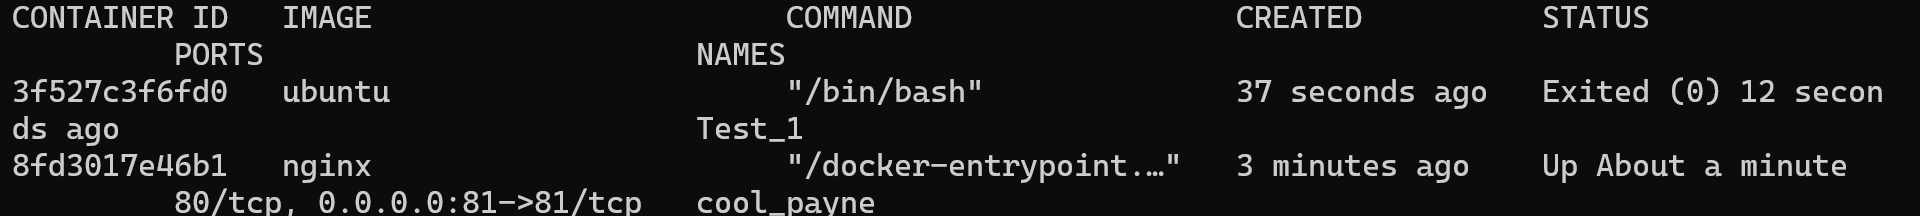 CONTAINER ID   IMAGE                       COMMAND                  CREATED          STATUS
         PORTS                        NAMES
3f527c3f6fd0   ubuntu                      "/bin/bash"              37 seconds ago   Exited (0) 12 secon
ds ago                                Test_1
8fd3017e46b1   nginx                       "/docker-entrypoint.…"   3 minutes ago    Up About a minute
         80/tcp, 0.0.0.0:81->81/tcp   cool_payne